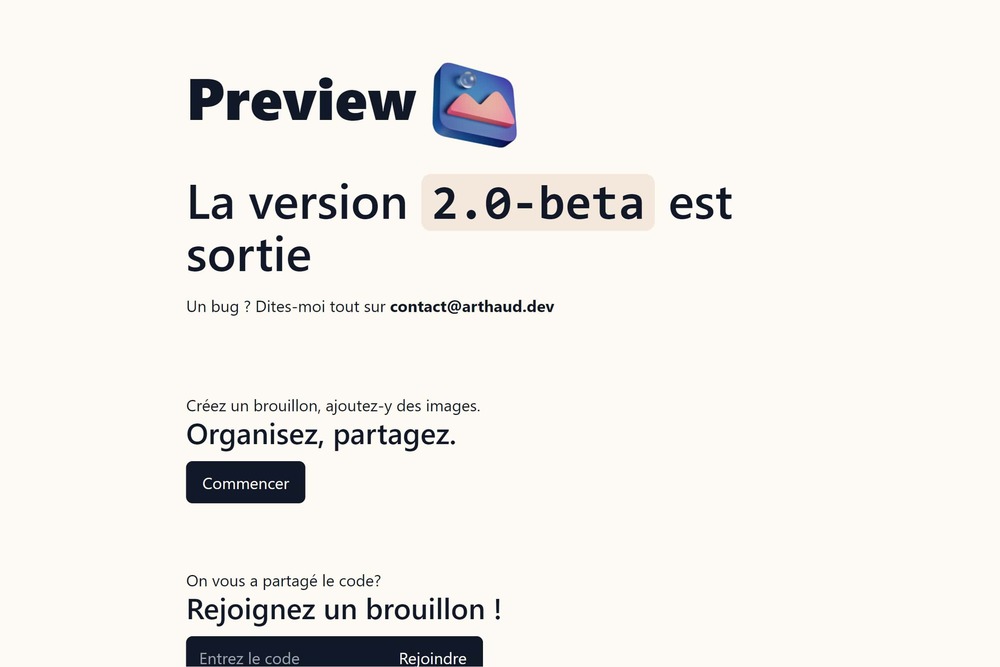 Preview
La version 2.0-beta est
sortie
Un bug ? Dites-moi tout sur contact@arthaud.dev
Créez un brouillon, ajoutez-y des images.
Organisez, partagez.
Commencer
On vous a partagé le code?
Rejoignez un brouillon !
Entrez le code Rejoindre